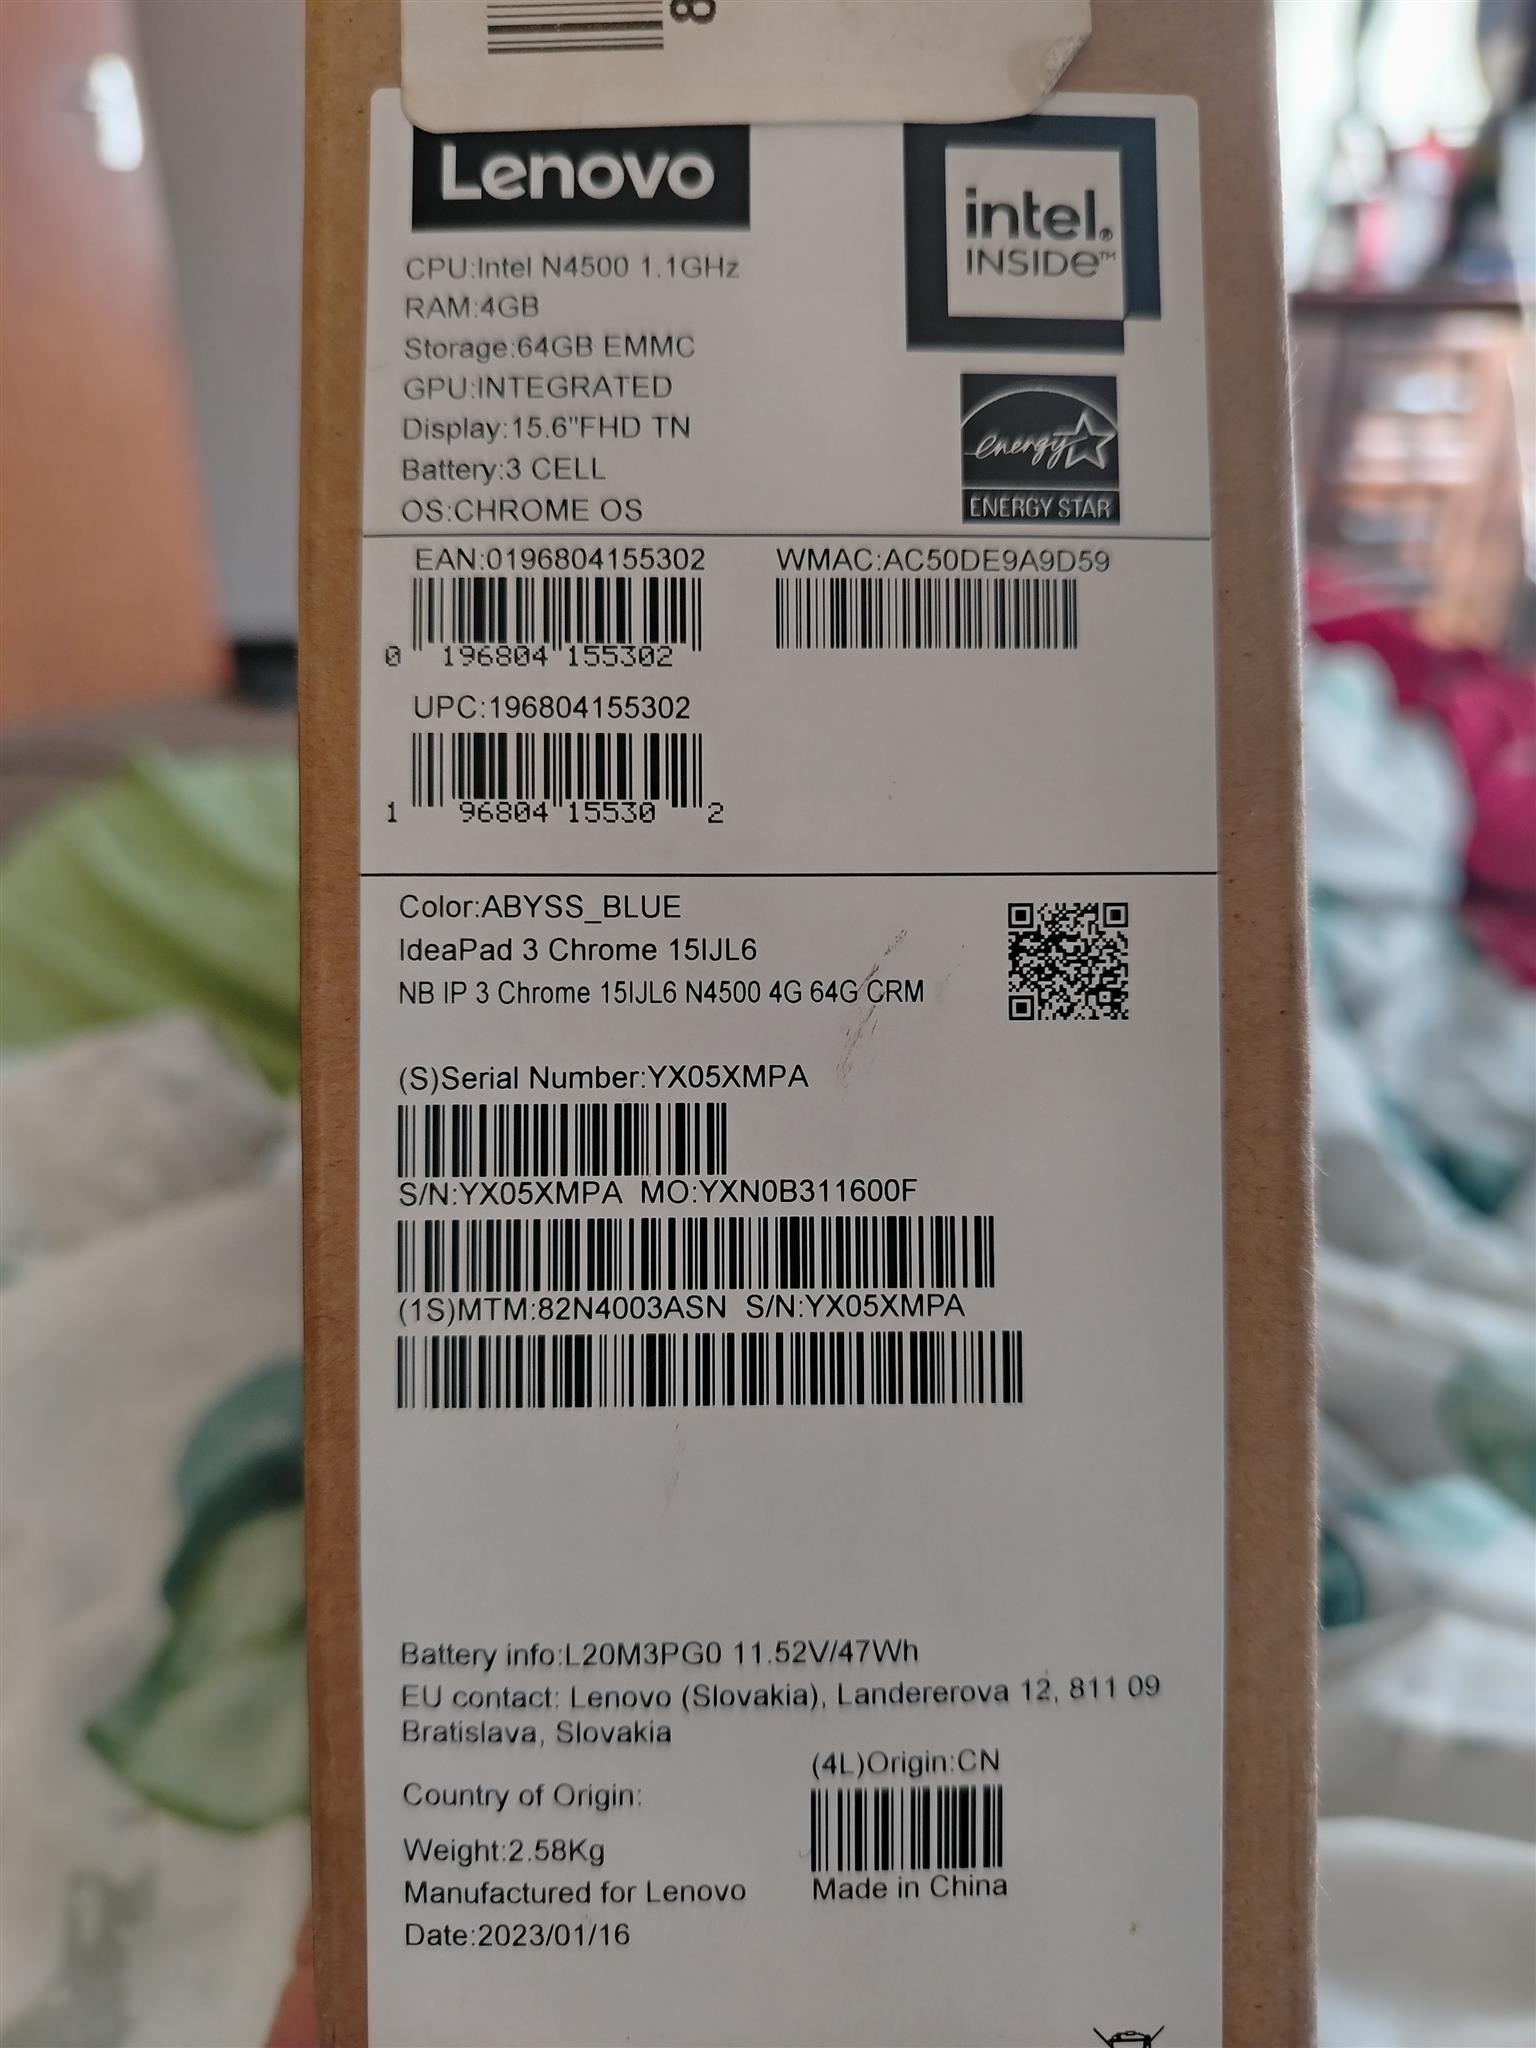 8
Lenovo
intel.®
INSIDe™
CPU:Intel N4500 1.1GHz
RAM:4GB
Storage:64GB EMMC
GPU:INTEGRATED
Display:15.6"FHD TN
Battery:3 CELL
OS:CHROME OS
energy
ENERGY STAR
EAN:0196804155302
0 196804 155302
WMAC:AC50DE9A9D59
UPC:196804155302
1 96804 15530 2
Color:ABYSS_BLUE
IdeaPad 3 Chrome 15IJL6
NB IP 3 Chrome 15IJL6 N4500 4G 64G CRM
(S)Serial Number:YX05XMPA
S/N:YX05XMPA MO:YXN0B311600F
(1S)MTM:82N4003ASN S/N:YX05XMPA
Battery info:L20M3PG0 11.52V/47Wh
EU contact: Lenovo (Slovakia), Landererova 12, 811 09
Bratislava, Slovakia
(4L)Origin:CN
Country of Origin:
Weight:2.58Kg
Manufactured for Lenovo
Made in China
Date:2023/01/16